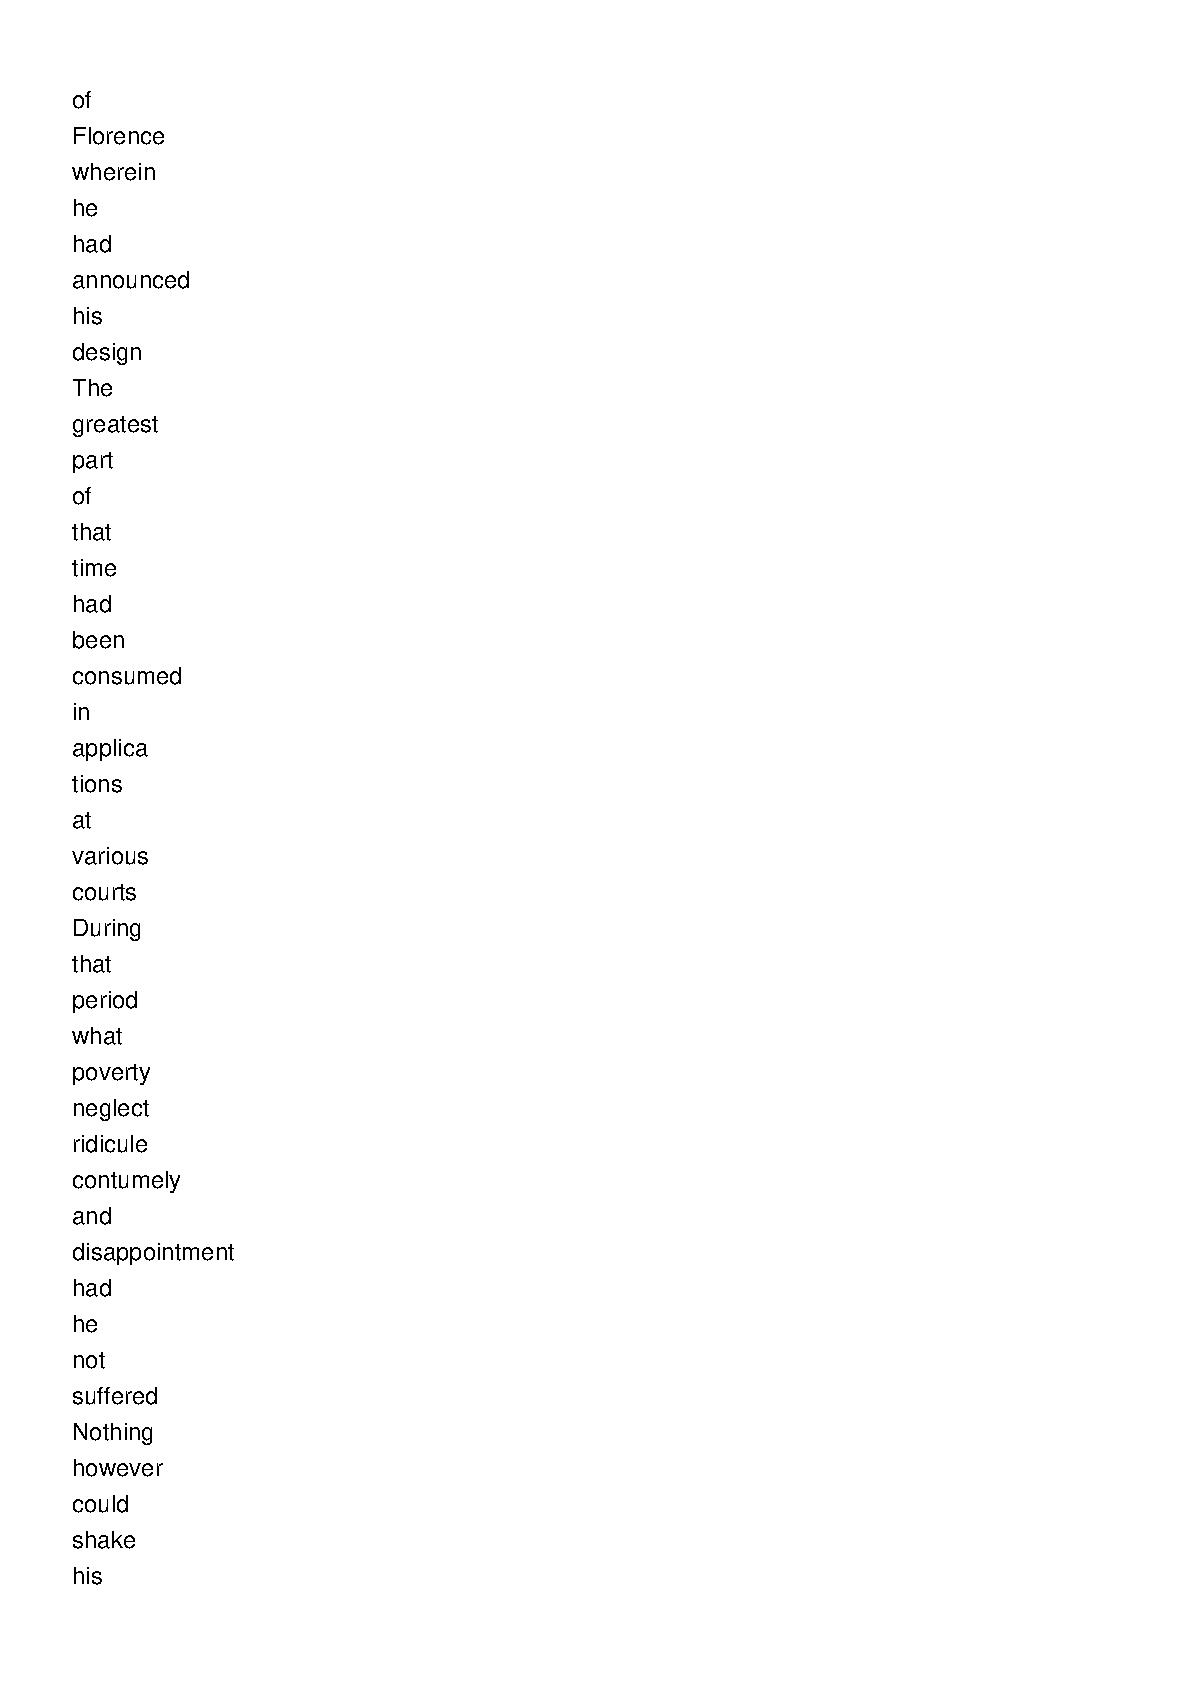 of
Florence
wherein
he
had
announced
his
design
The
greatest
part
of
that
time
had
been
consumed
in
applica
tions
at
various
courts
During
that
period
what
poverty
neglect
ridicule
contumely
and
disappointment
had
he
not
suffered
Nothing
however
could
shake
his